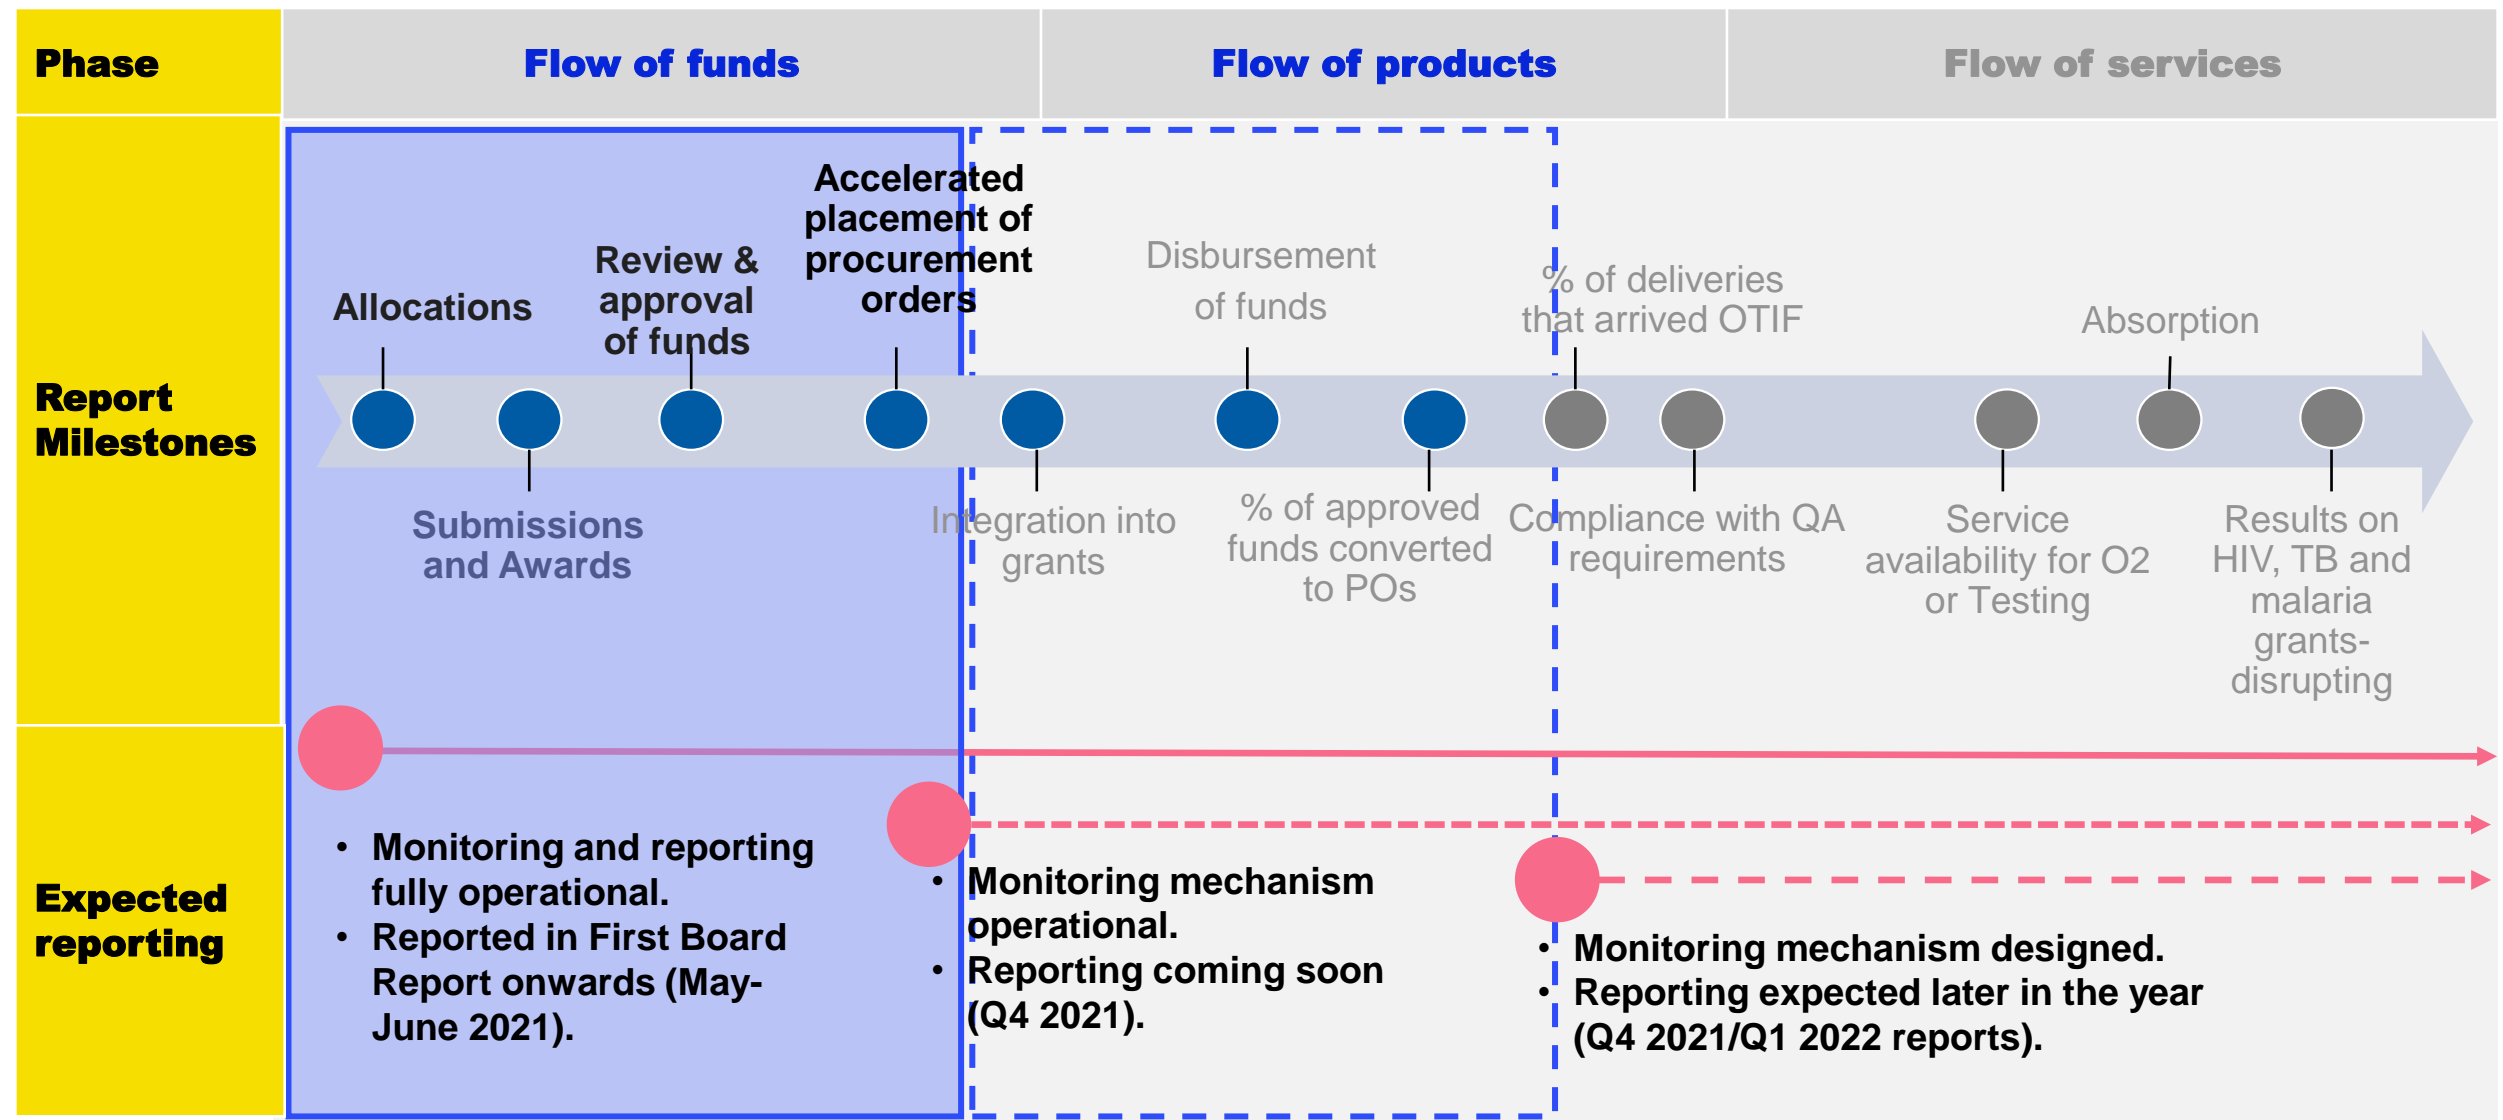 Phase
Flow of funds
Flow of products
Flow of services
Report
Milestones
Allocations
Submissions
and Awards
Review &
approval
of funds
Accelerated
placement of
procurement
orders
Integration into
grants
Disbursement
of funds
% of approved
funds converted
to POs
% of deliveries
that arrived OTIF
Compliance with QA
requirements
Service
availability for O2
or Testing
Absorption
Results on
HIV, TB and
malaria
grants-
disrupting
Expected
reporting
• Monitoring and reporting
fully operational.
• Reported in First Board
Report onwards (May-
June 2021).
• Monitoring mechanism
operational.
• Reporting coming soon
(Q4 2021).
• Monitoring mechanism designed.
• Reporting expected later in the year
(Q4 2021/Q1 2022 reports).